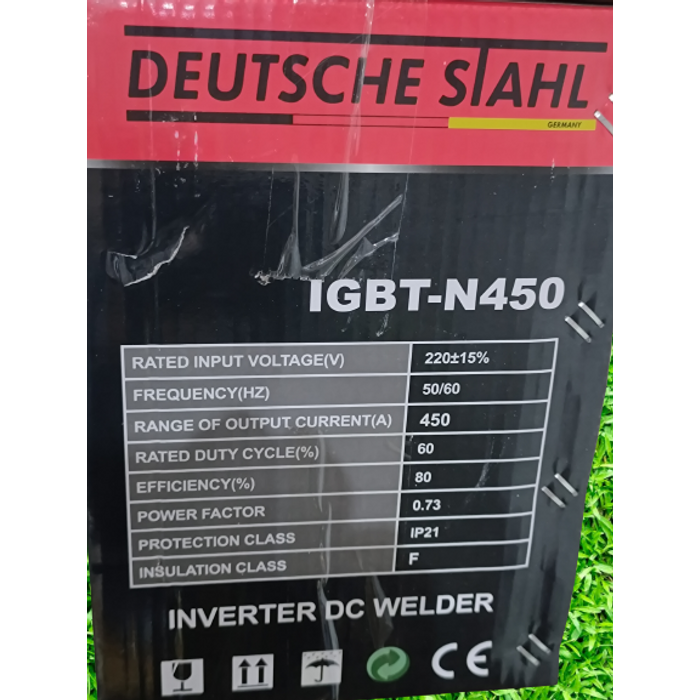 DEUTSCHE STAHL
GERMANY
IGBT-N450
RATED INPUT VOLTAGE(V) 220±15%
FREQUENCY(HZ) 50/60
RANGE OF OUTPUT CURRENT(A) 450
RATED DUTY CYCLE(%) 60
EFFICIENCY(%) 80
POWER FACTOR 0.73
PROTECTION CLASS IP21
INSULATION CLASS F
INVERTER DC WELDER
CE